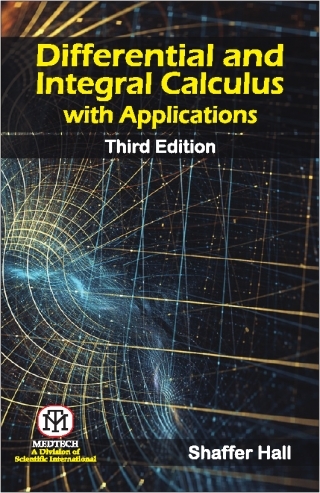 Differential and
Integral Calculus
with Applications
Third Edition
MEDTECH
A Division of
Scientific International
Shaffer Hall